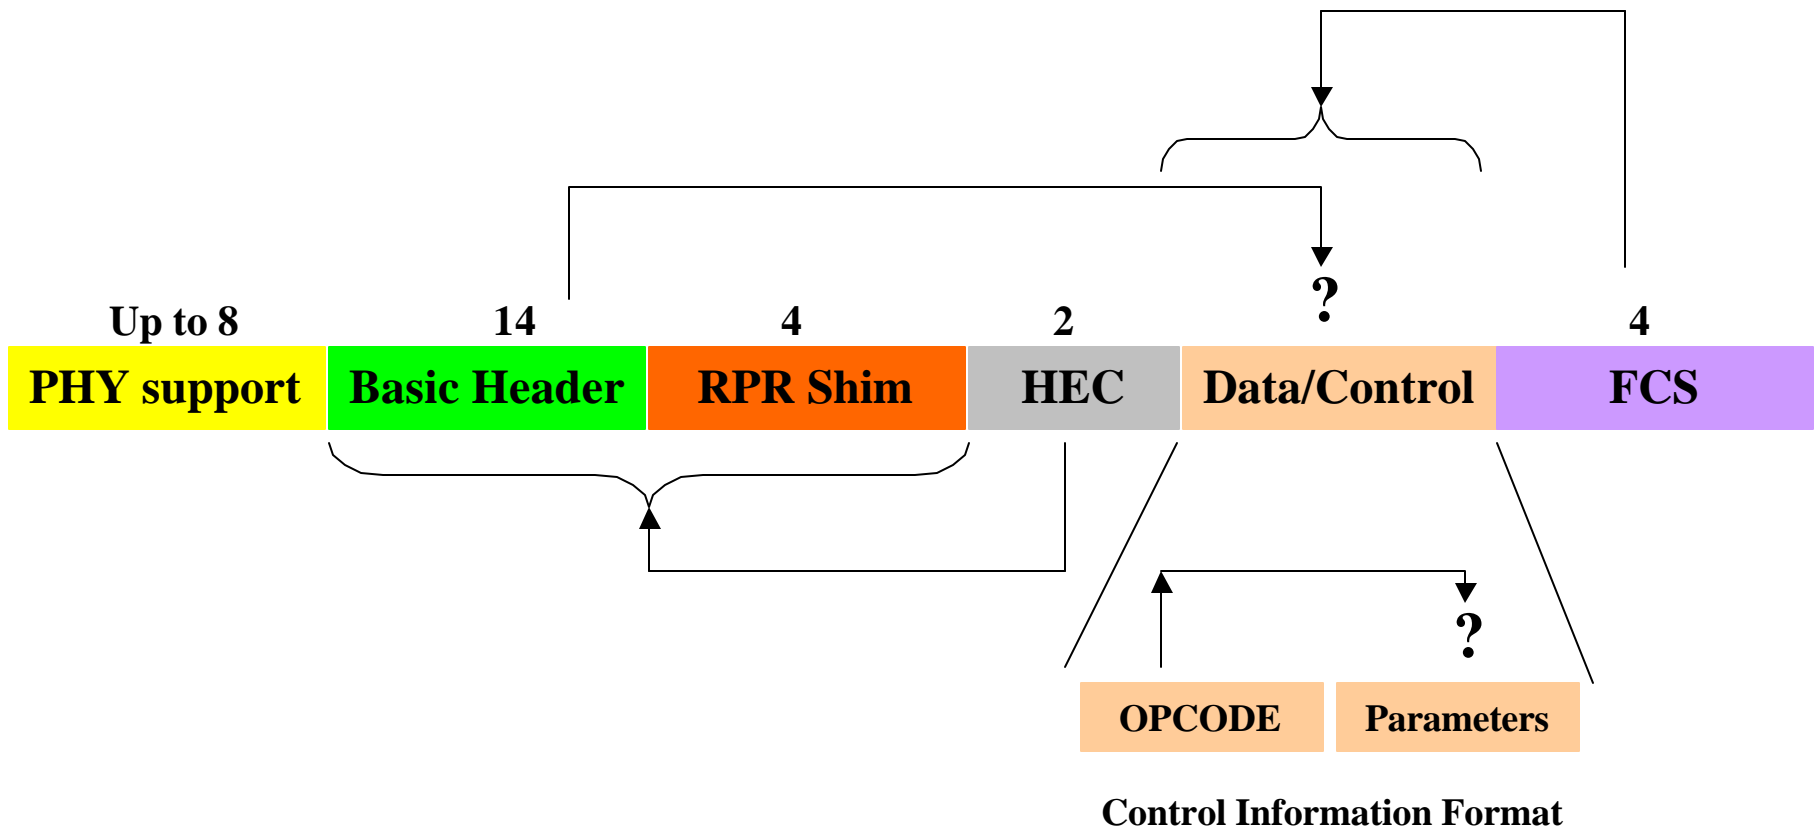 ?
Up to 8 14 4 2 4
PHY support Basic Header RPR Shim HEC Data/Control FCS
?
OPCODE Parameters
Control Information Format